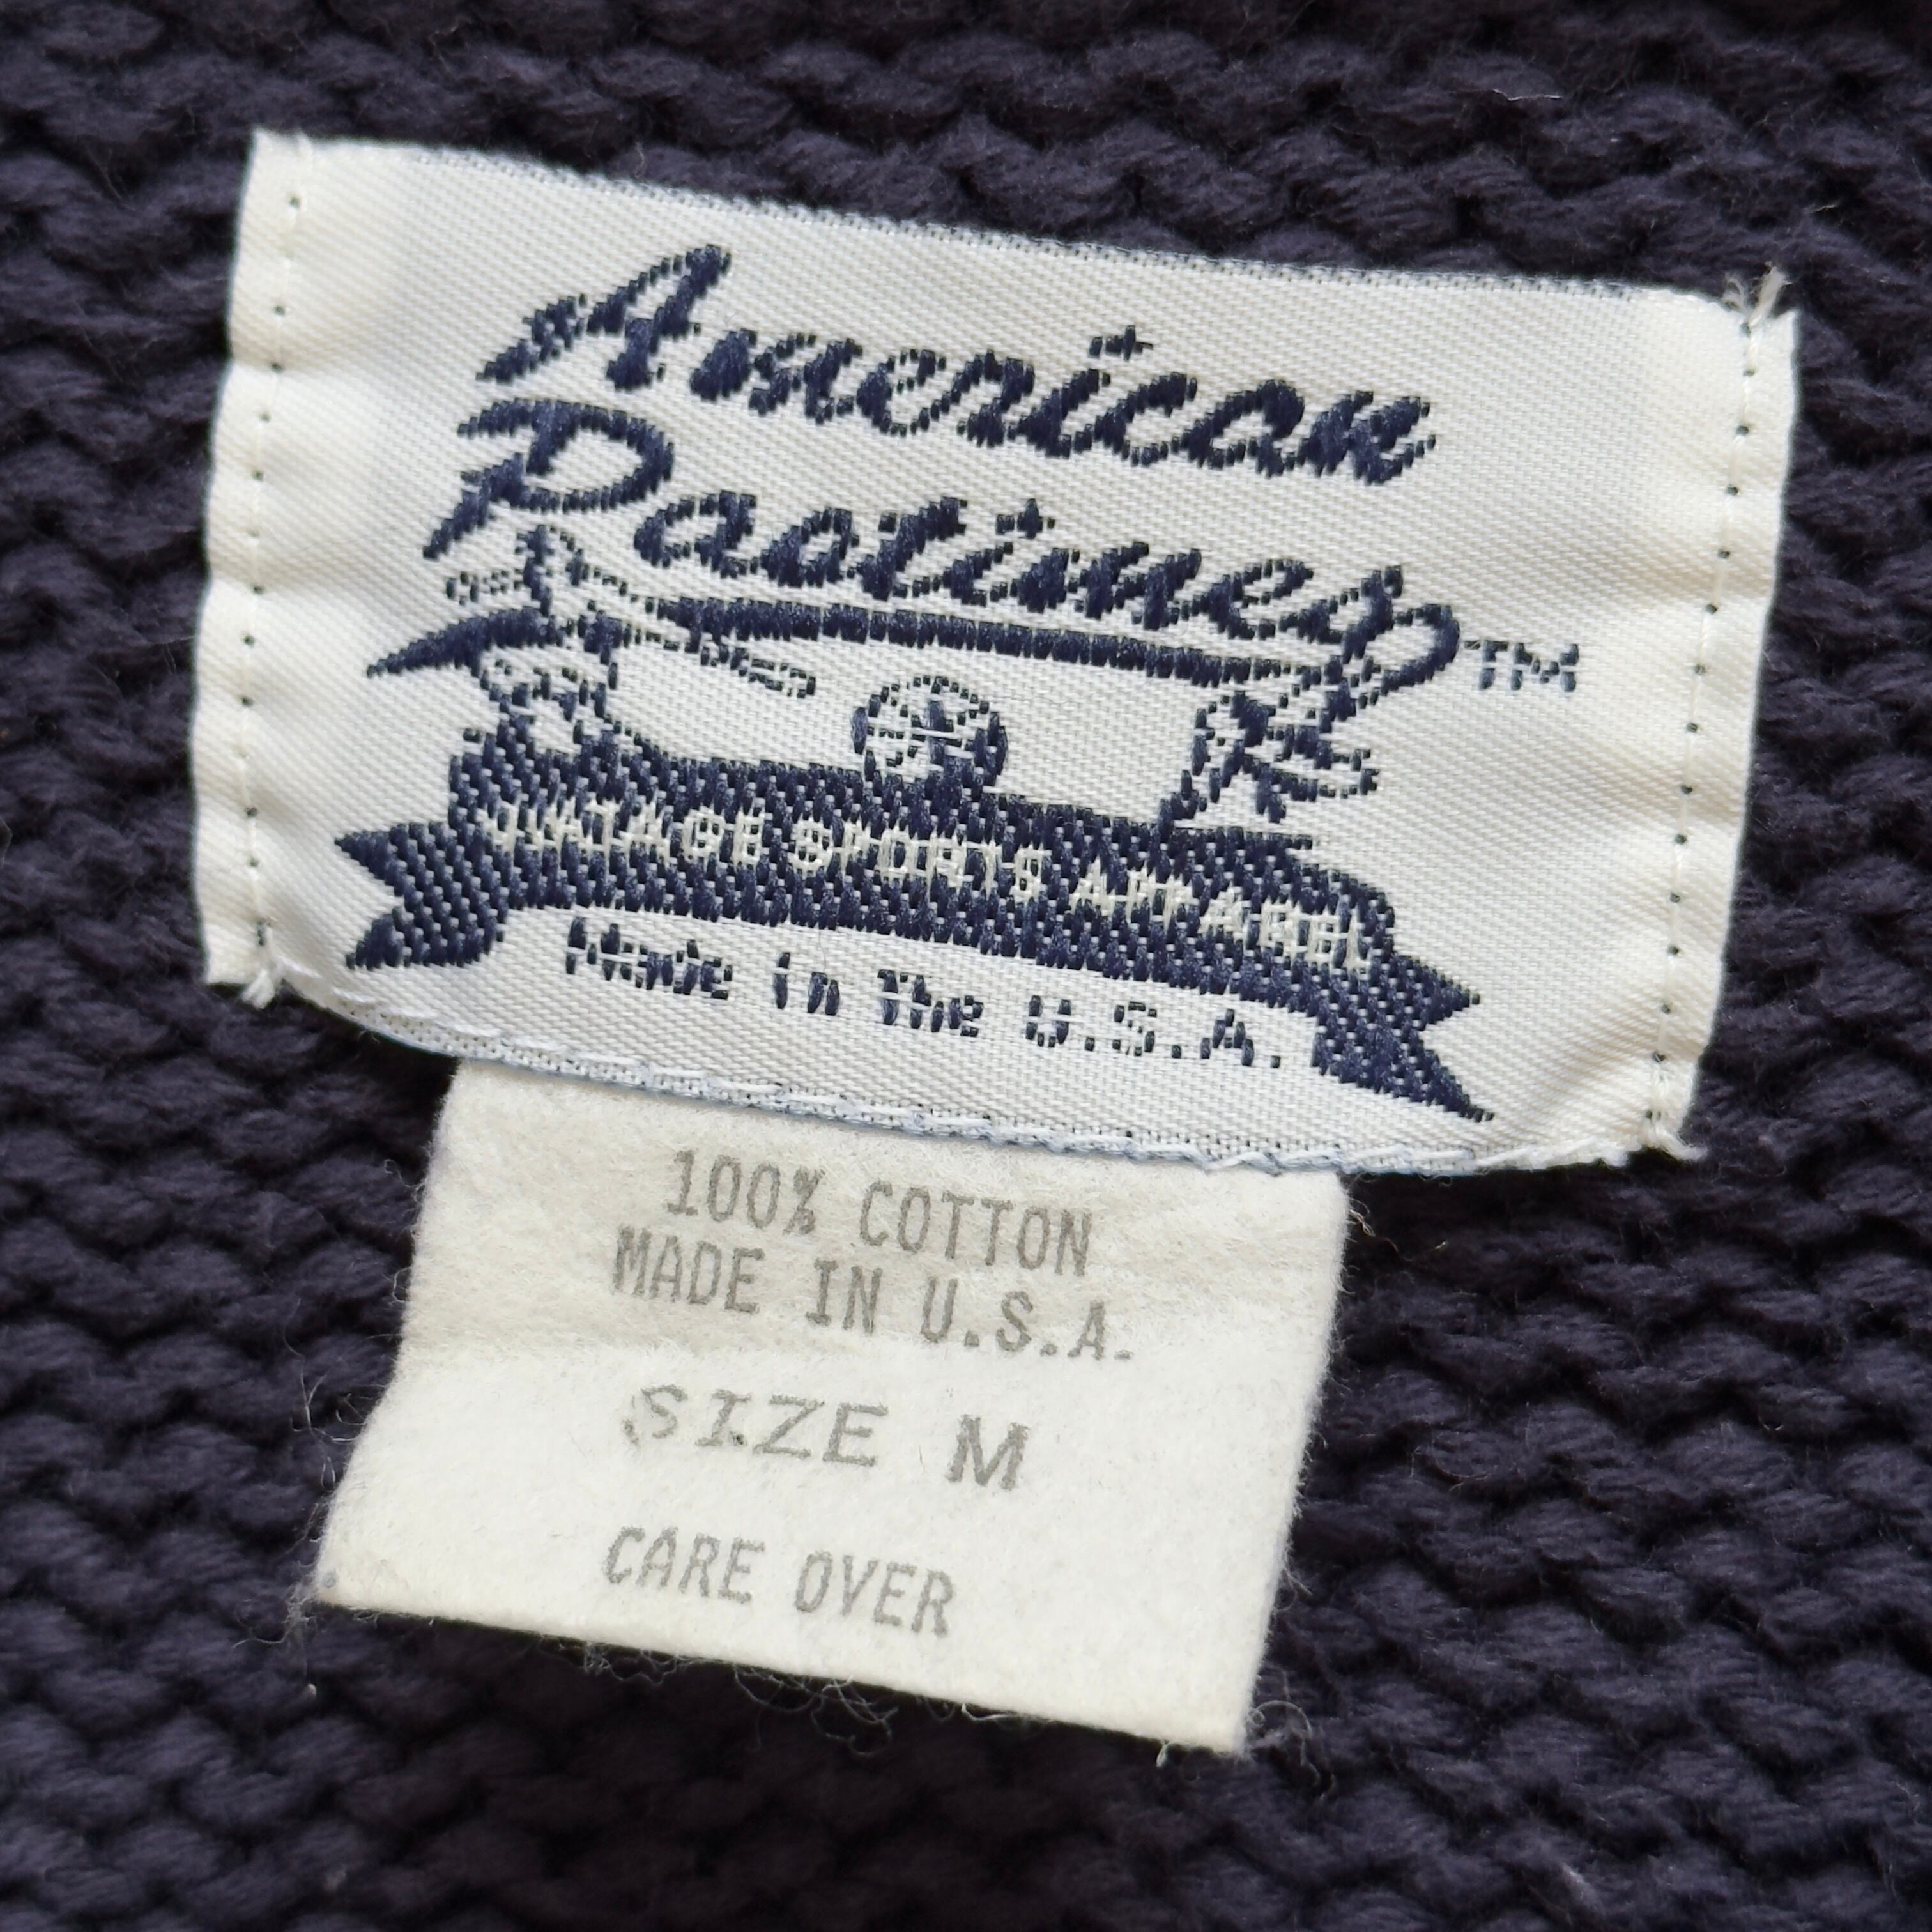 American
Pastimes TM
VINTAGE SPORTS APPAREL
Made in The U.S.A.
100% COTTON
MADE IN U.S.A.
SIZE M
CARE OVER